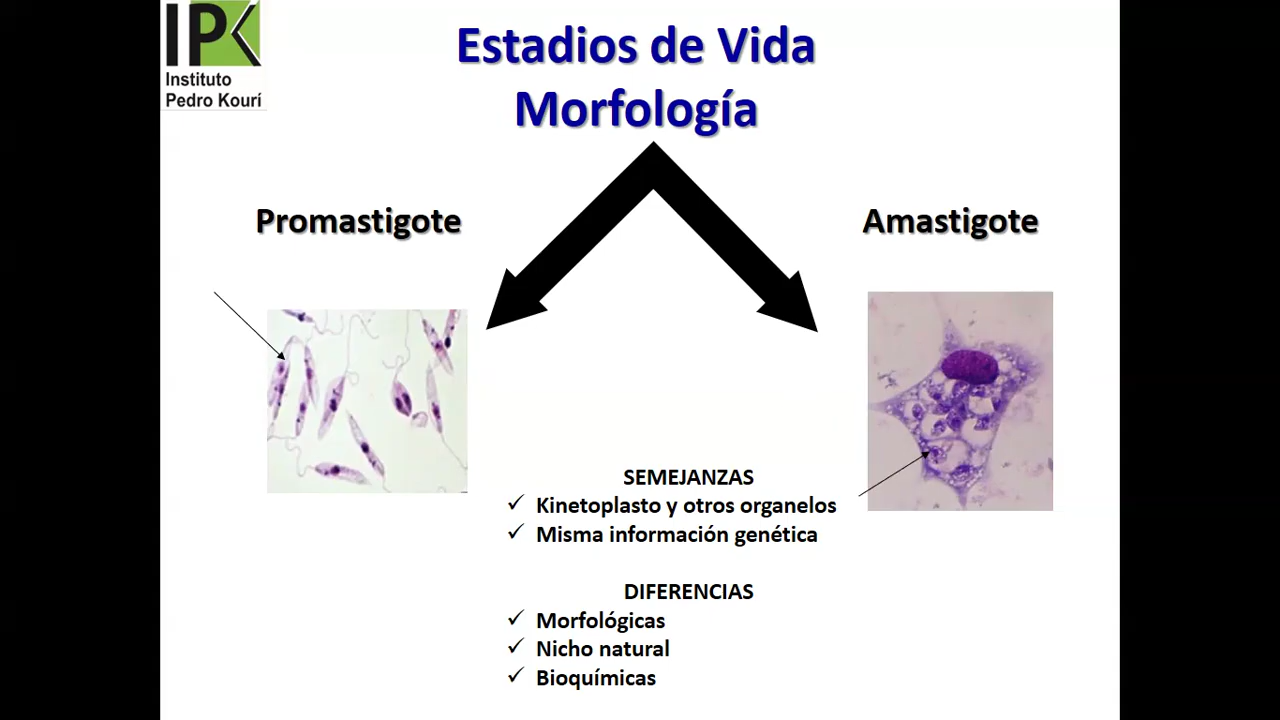 IPK
Instituto
Pedro Kourí
Estadios de Vida
Morfología
Promastigote
Amastigote
SEMEJANZAS
✓ Kinetoplasto y otros organelos
✓ Misma información genética
DIFERENCIAS
✓ Morfológicas
✓ Nicho natural
✓ Bioquímicas